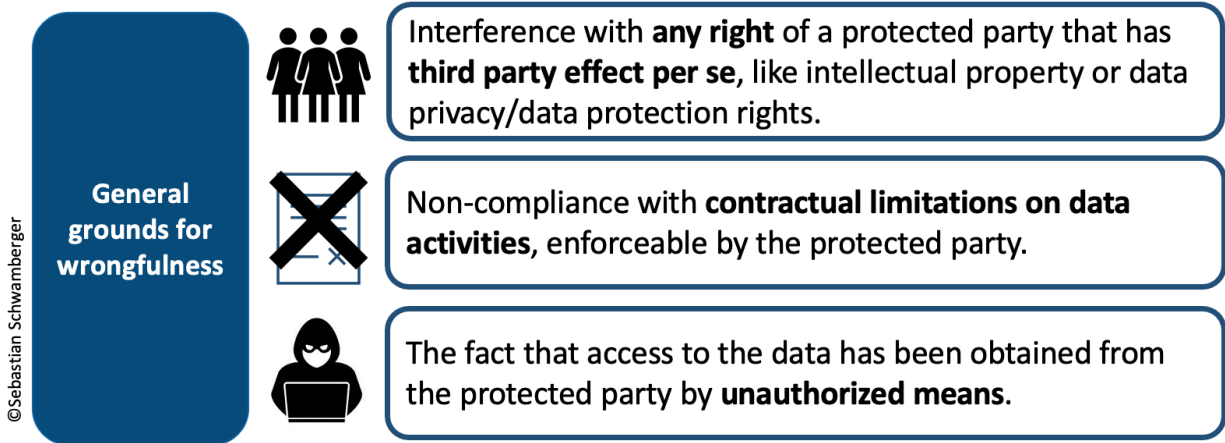 ©Sebastian Schwamberger
General
grounds for
wrongfulness
Interference with any right of a protected party that has
third party effect per se, like intellectual property or data
privacy/data protection rights.
Non-compliance with contractual limitations on data
activities, enforceable by the protected party.
The fact that access to the data has been obtained from
the protected party by unauthorized means.